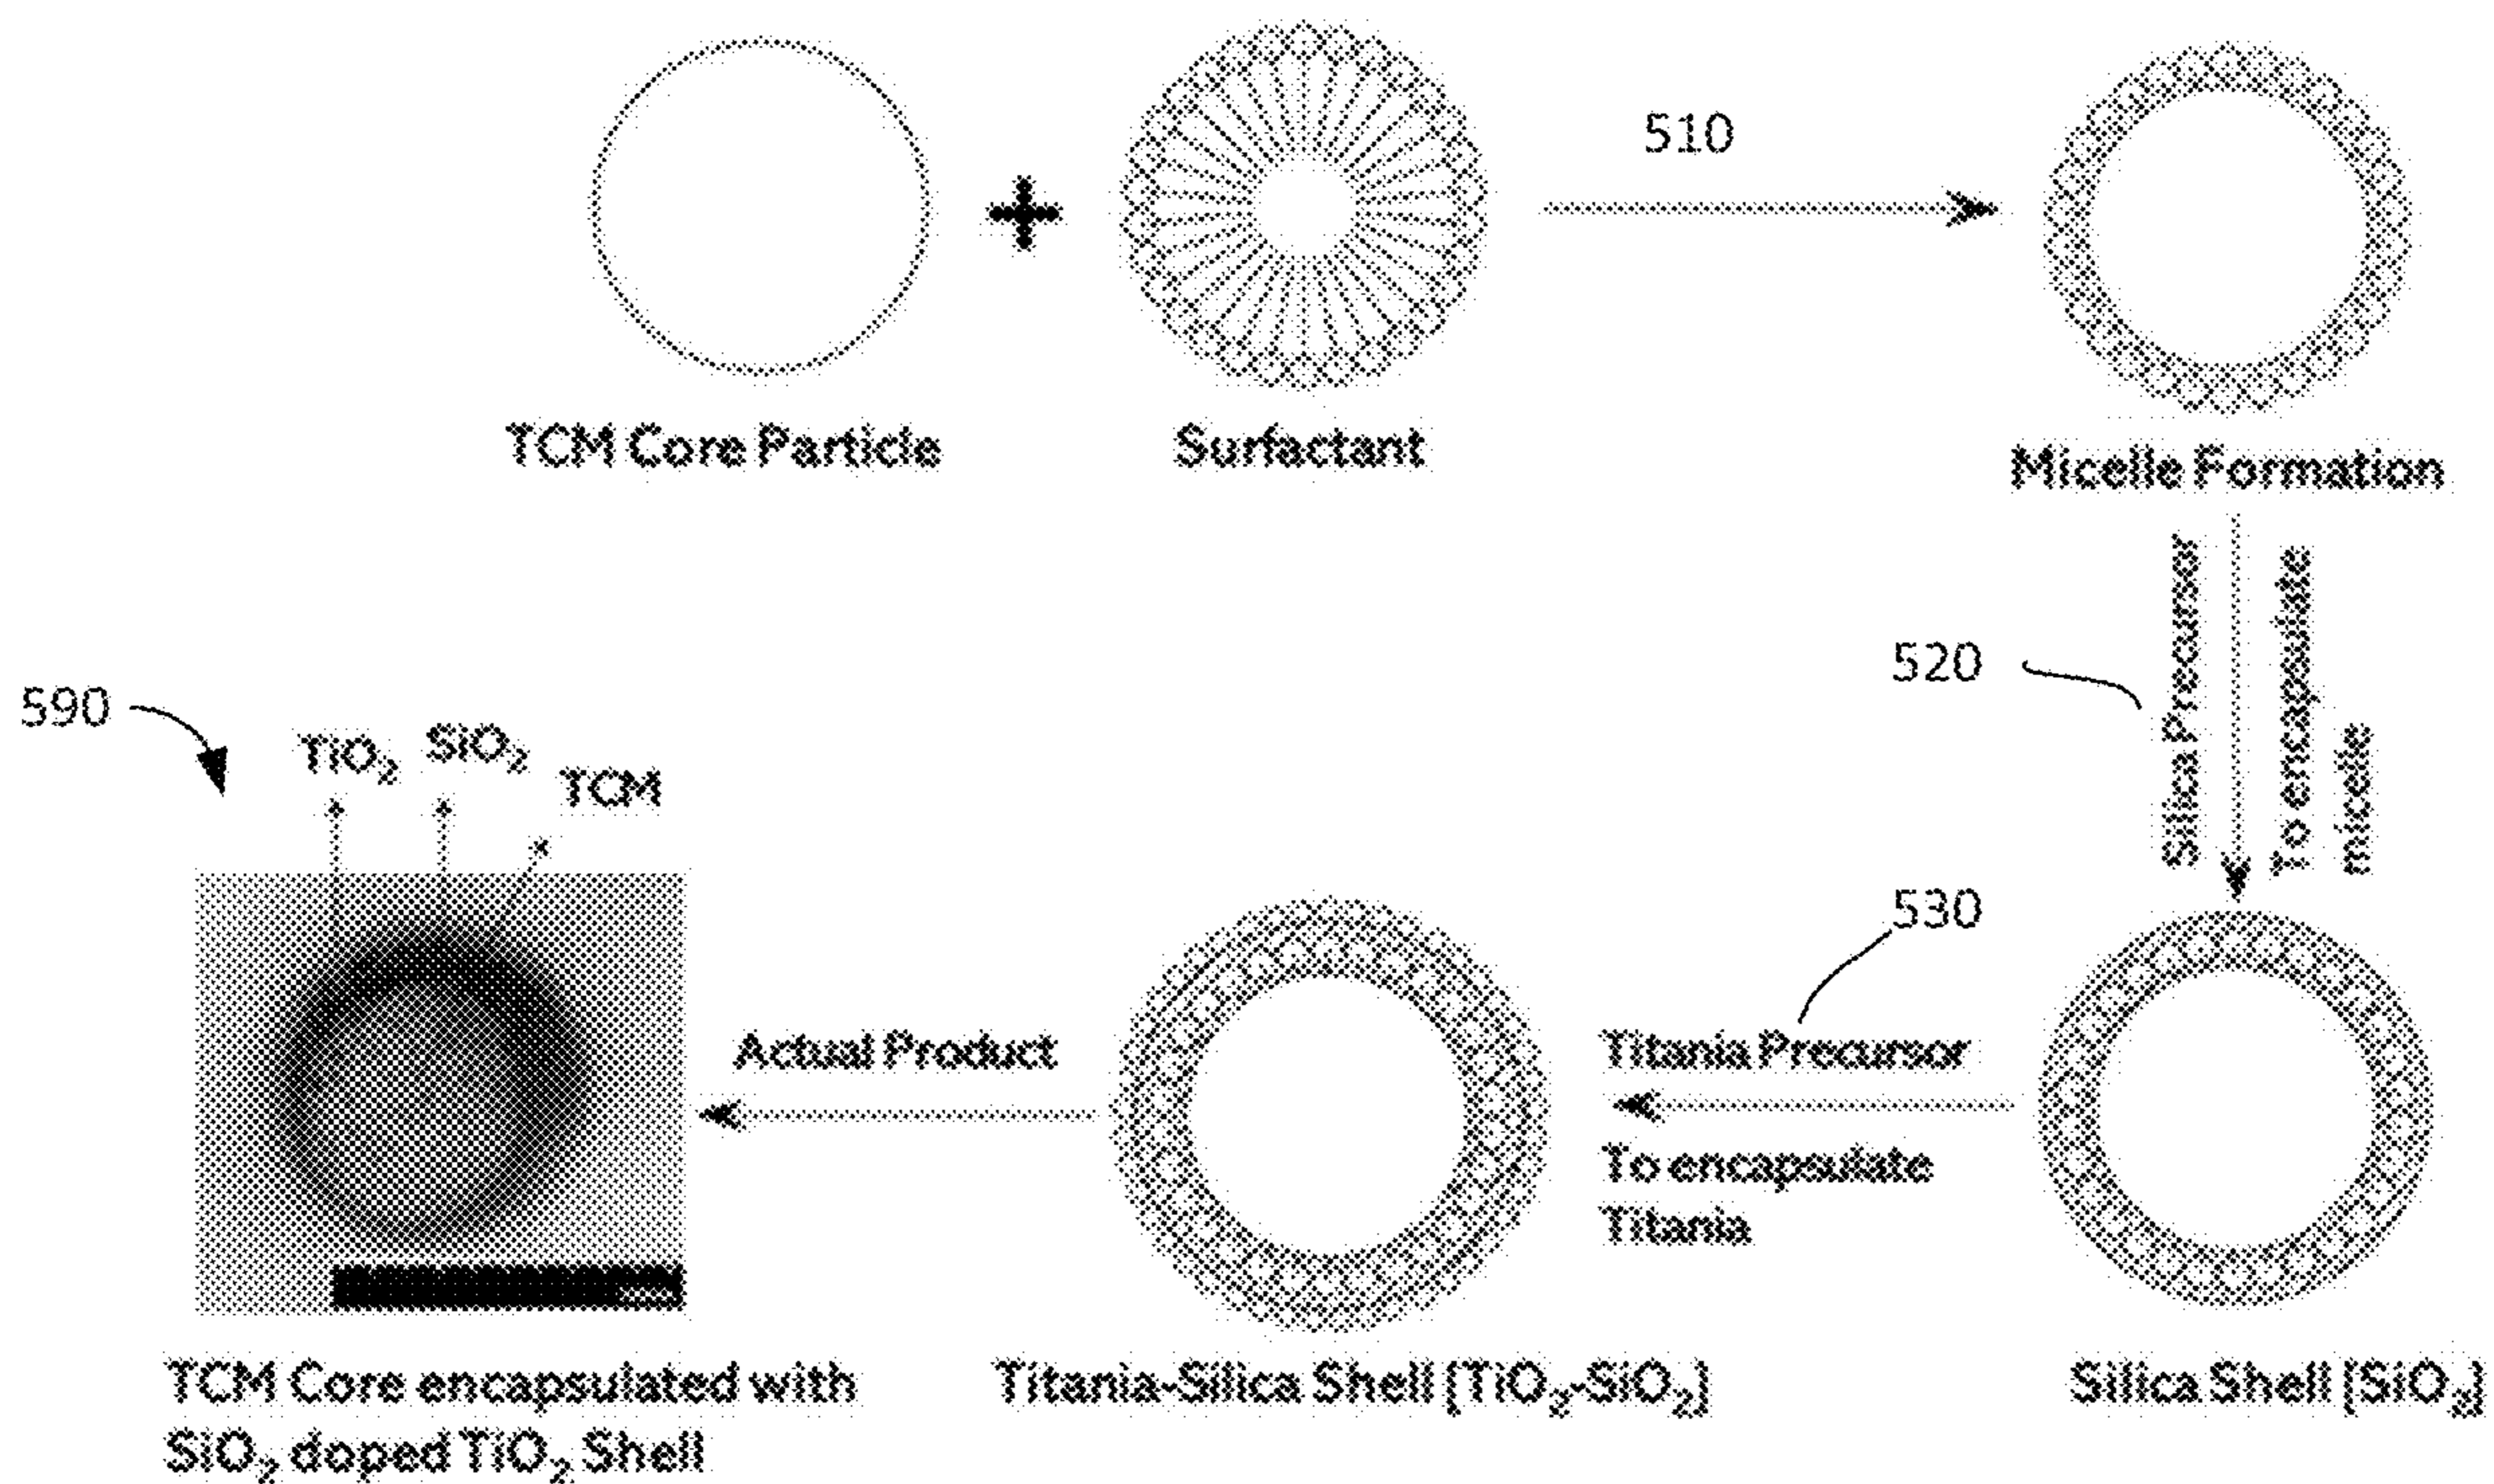 510
TCM Core Particle
Surfactant
Micelle Formation
Silica Precursor
To encapsulate
micelle
520
530
590
TiO₂
SiO₂
TCM
Actual Product
Titania Precursor
To encapsulate
Titania
TCM Core encapsulated with
SiO₂ doped TiO₂ Shell
Titania-Silica Shell [TiO₂-SiO₂]
Silica Shell [SiO₂]